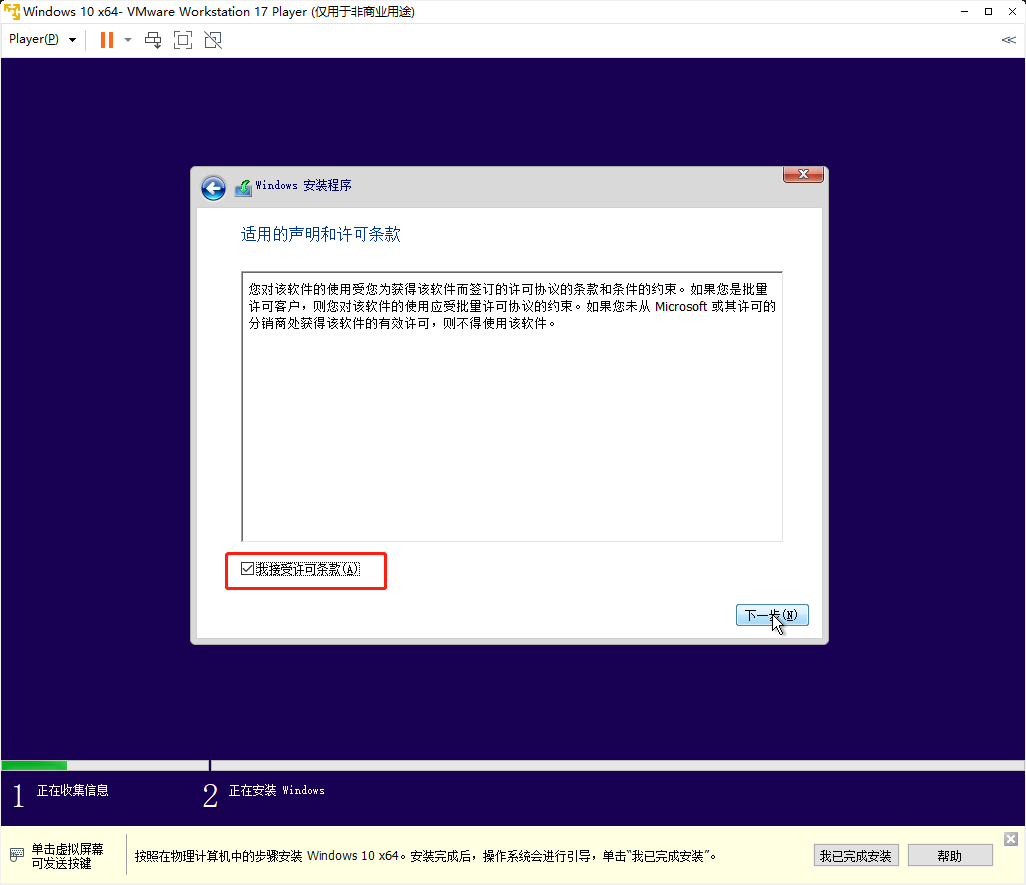 Windows 10 x64- VMware Workstation 17 Player (仅用于非商业用途)
Player(P)
Windows 安装程序
适用的声明和许可条款
您对该软件的使用受您为获得该软件而签订的许可协议的条款和条件的约束。如果您是批量
许可客户，则您对该软件的使用应受批量许可协议的约束。如果您未从 Microsoft 或其许可的
分销商处获得该软件的有效许可，则不得使用该软件。
我接受许可条款(A)
下一步(N)
1 正在收集信息
2 正在安装 Windows
单击虚拟屏幕
可发送按键
按照在物理计算机中的步骤安装 Windows 10 x64。安装完成后，操作系统会进行引导，单击“我已完成安装”。
我已完成安装
帮助